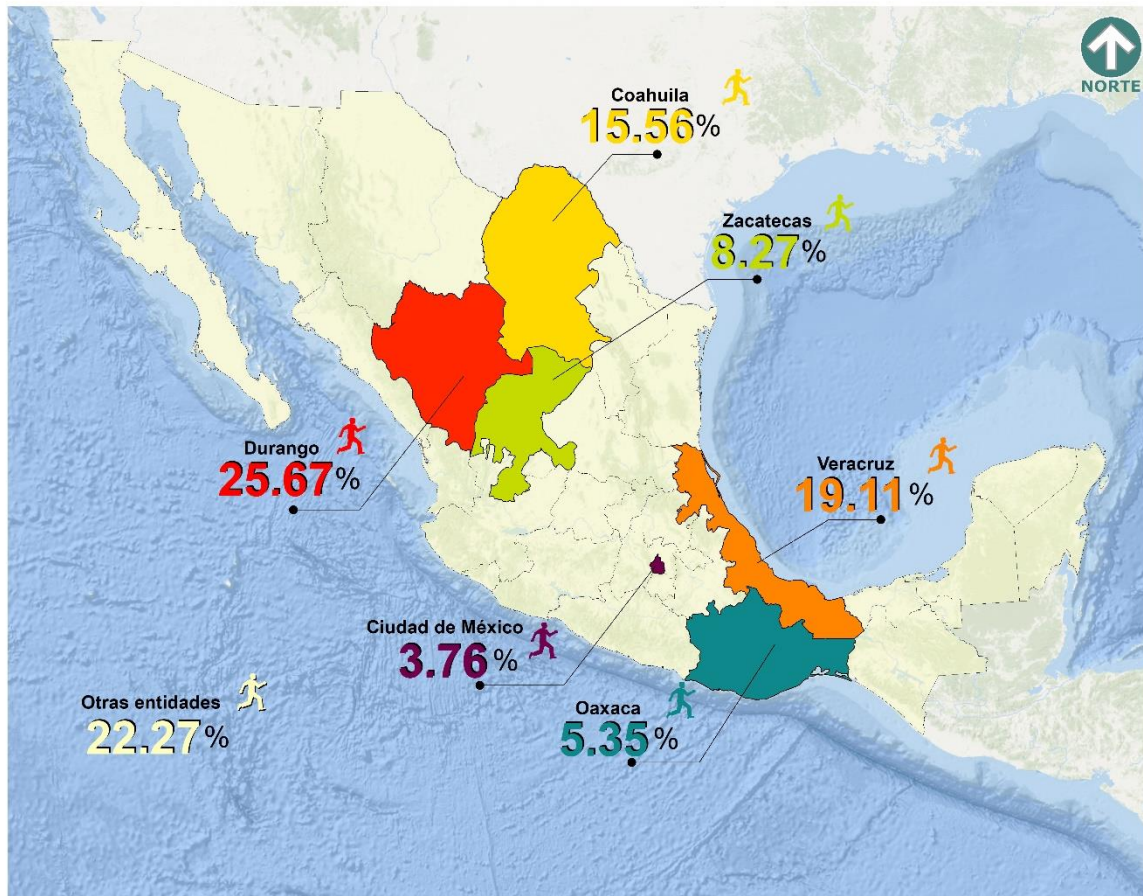 NORTE
Coahuila
15.56%
Zacatecas
8.27%
Durango
25.67%
Veracruz
19.11%
Ciudad de México
3.76%
Otras entidades
22.27%
Oaxaca
5.35%